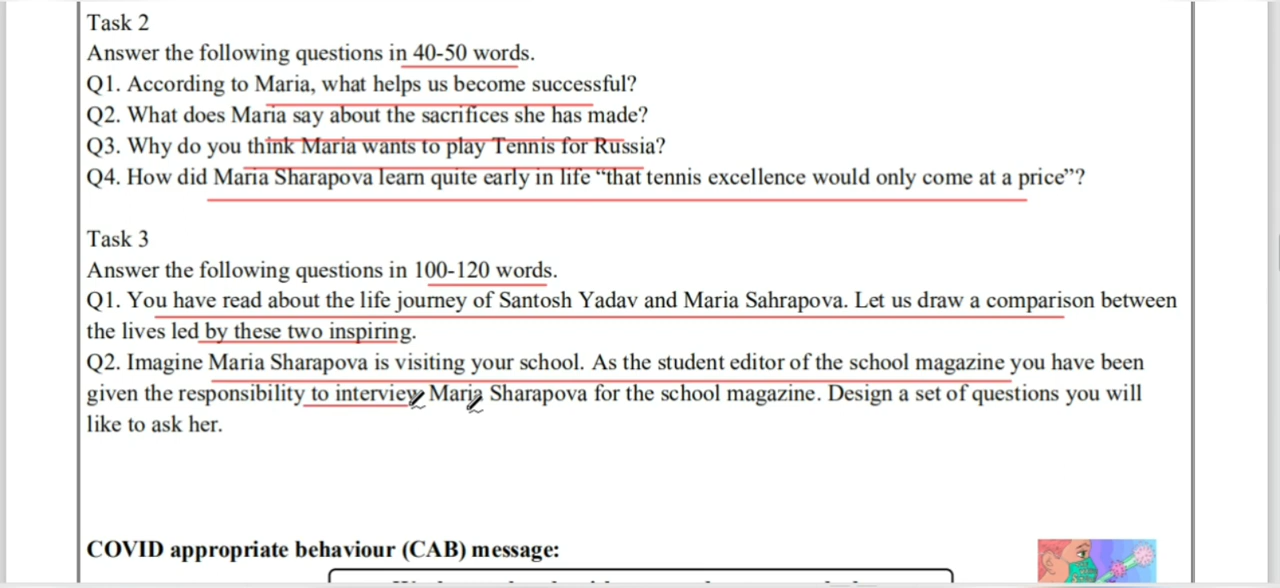 Task 2
Answer the following questions in 40-50 words.
Q1. According to Maria, what helps us become successful?
Q2. What does Maria say about the sacrifices she has made?
Q3. Why do you think Maria wants to play Tennis for Russia?
Q4. How did Maria Sharapova learn quite early in life “that tennis excellence would only come at a price”?
Task 3
Answer the following questions in 100-120 words.
Q1. You have read about the life journey of Santosh Yadav and Maria Sahrapova. Let us draw a comparison between
the lives led by these two inspiring.
Q2. Imagine Maria Sharapova is visiting your school. As the student editor of the school magazine you have been
given the responsibility to interview Maria Sharapova for the school magazine. Design a set of questions you will
like to ask her.
COVID appropriate behaviour (CAB) message: